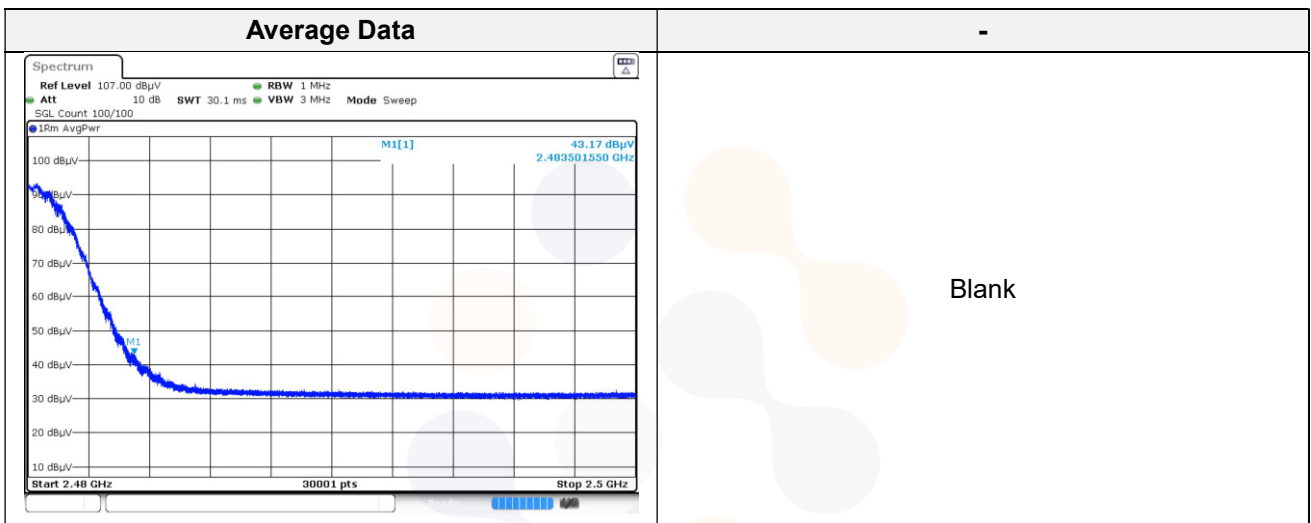 Average Data -
Spectrum
Ref Level 107.00 dBµV RBW 1 MHz
Att 10 dB SWT 30.1 ms VBW 3 MHz Mode Sweep
SGL Count 100/100
1Rm AvgPwr
M1[1] 43.17 dBµV
2.483501550 GHz
100 dBµV
90 dBµV
80 dBµV
70 dBµV
60 dBµV
50 dBµV
M1
40 dBµV
30 dBµV
20 dBµV
10 dBµV
Start 2.48 GHz 30001 pts Stop 2.5 GHz
Blank